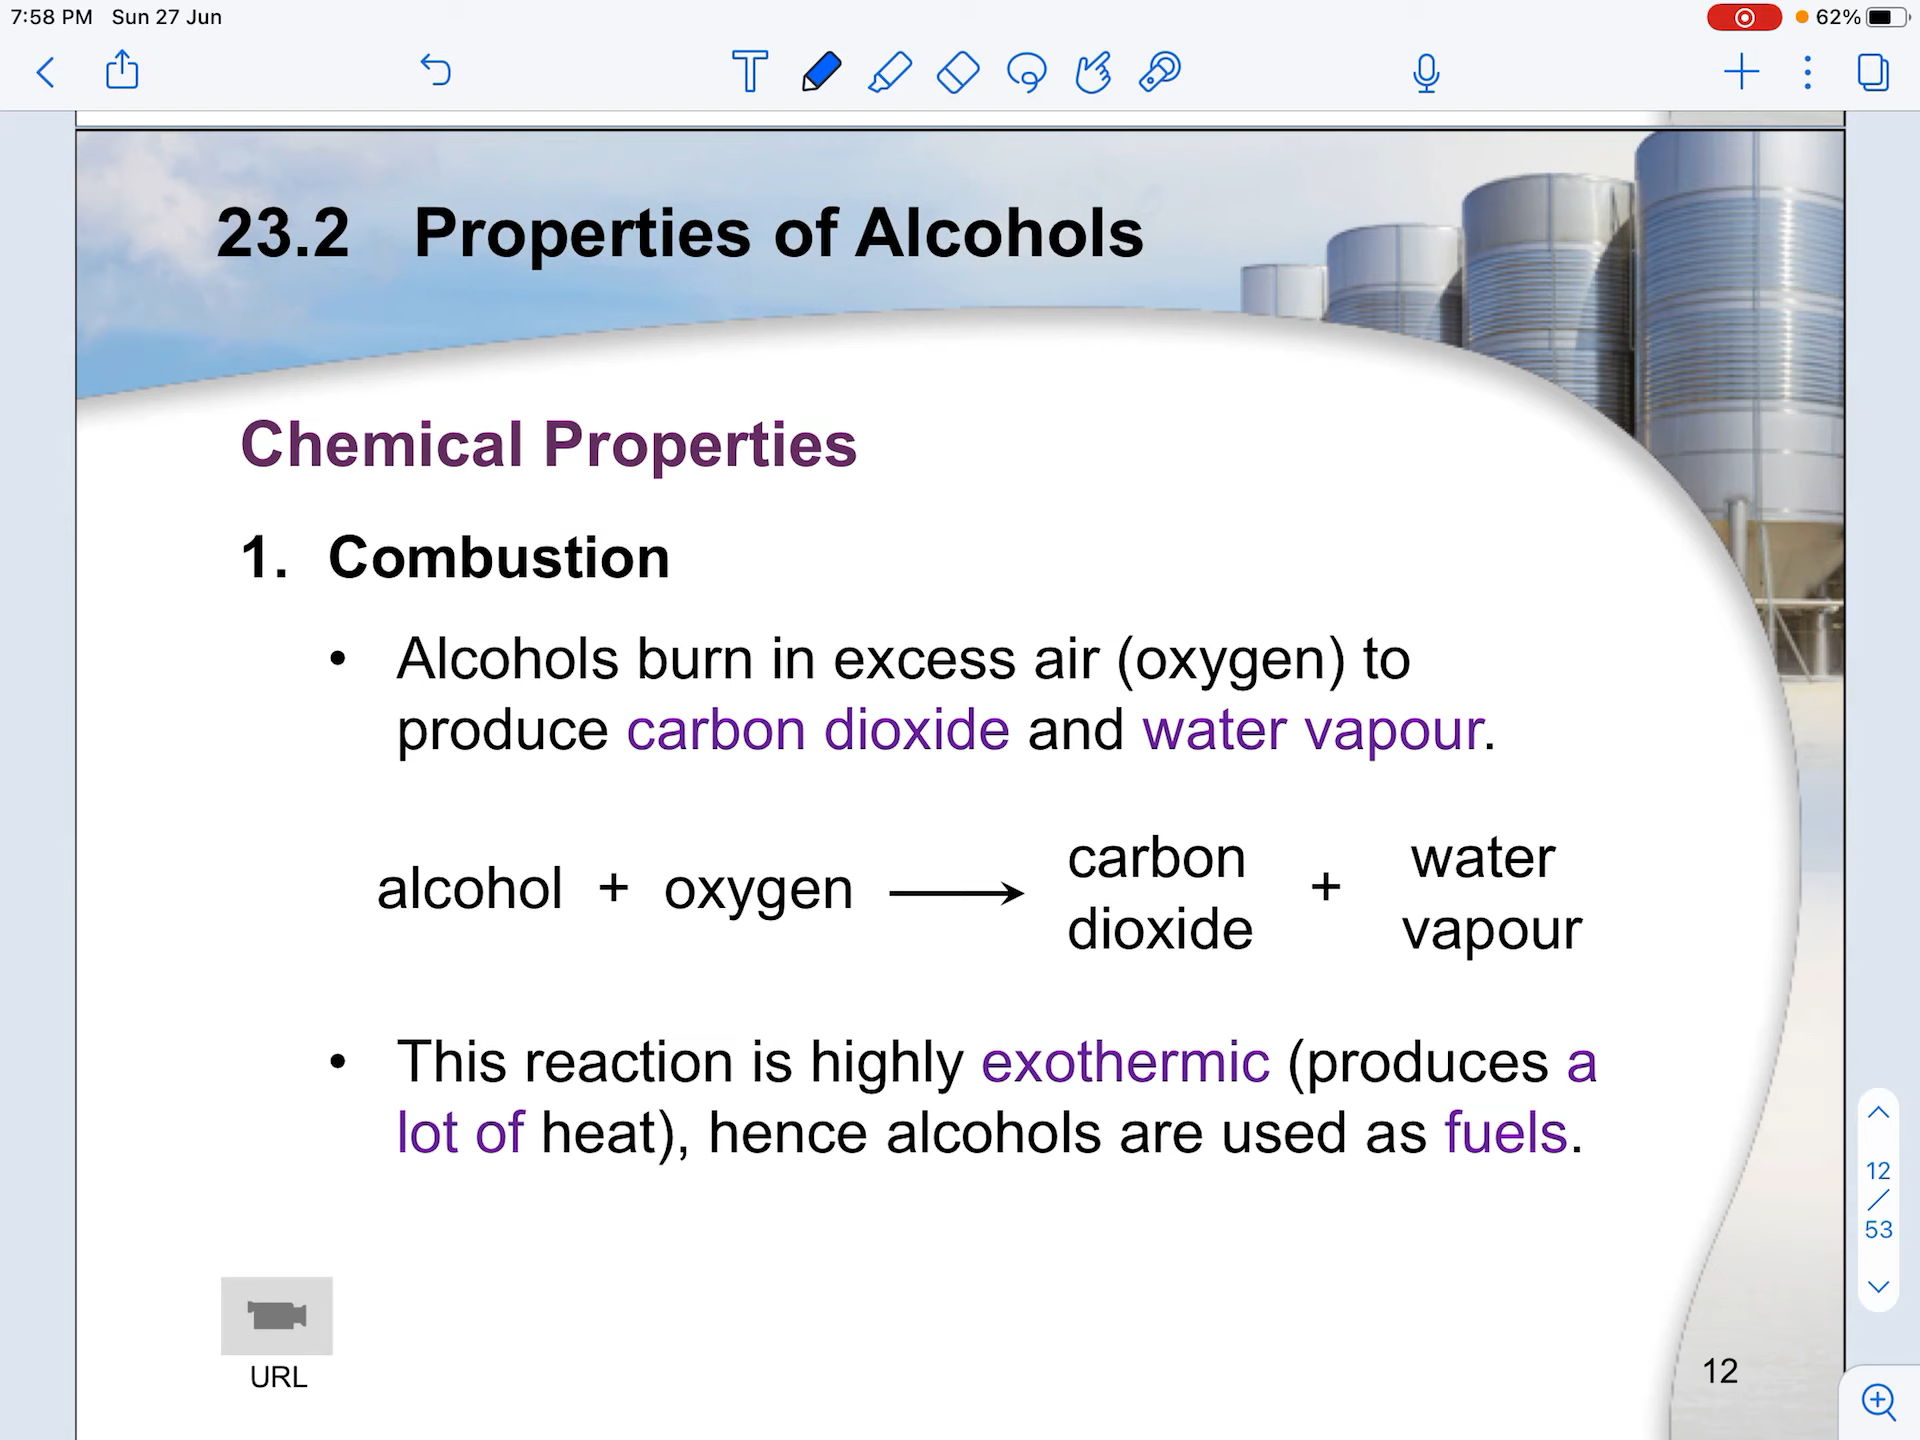 7:58 PM Sun 27 Jun
62%
T
23.2 Properties of Alcohols
Chemical Properties
1. Combustion
• Alcohols burn in excess air (oxygen) to
produce carbon dioxide and water vapour.
alcohol + oxygen ⟶ carbon dioxide + water vapour
• This reaction is highly exothermic (produces a
lot of heat), hence alcohols are used as fuels.
12
/
53
URL
12